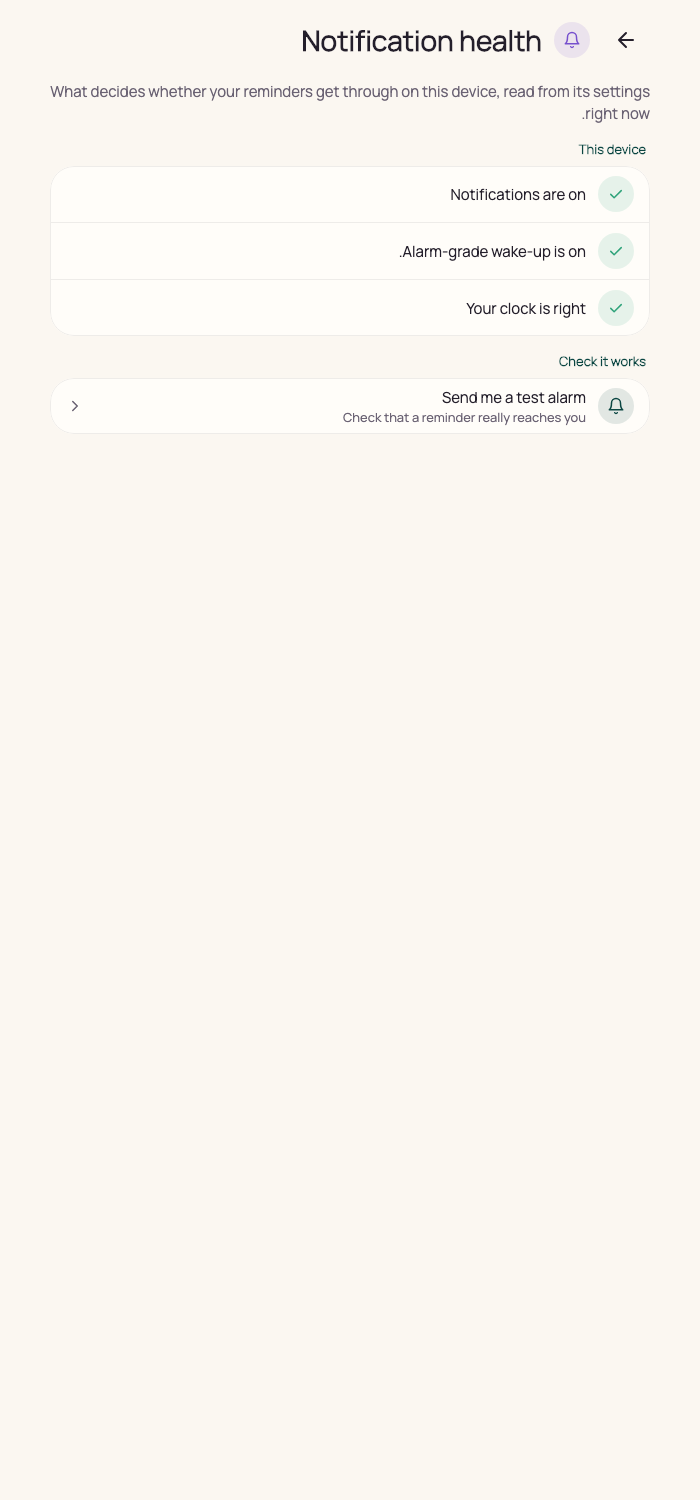 Notification health
What decides whether your reminders get through on this device, read from its settings
.right now
This device
Notifications are on
.Alarm-grade wake-up is on
Your clock is right
Check it works
Send me a test alarm
Check that a reminder really reaches you